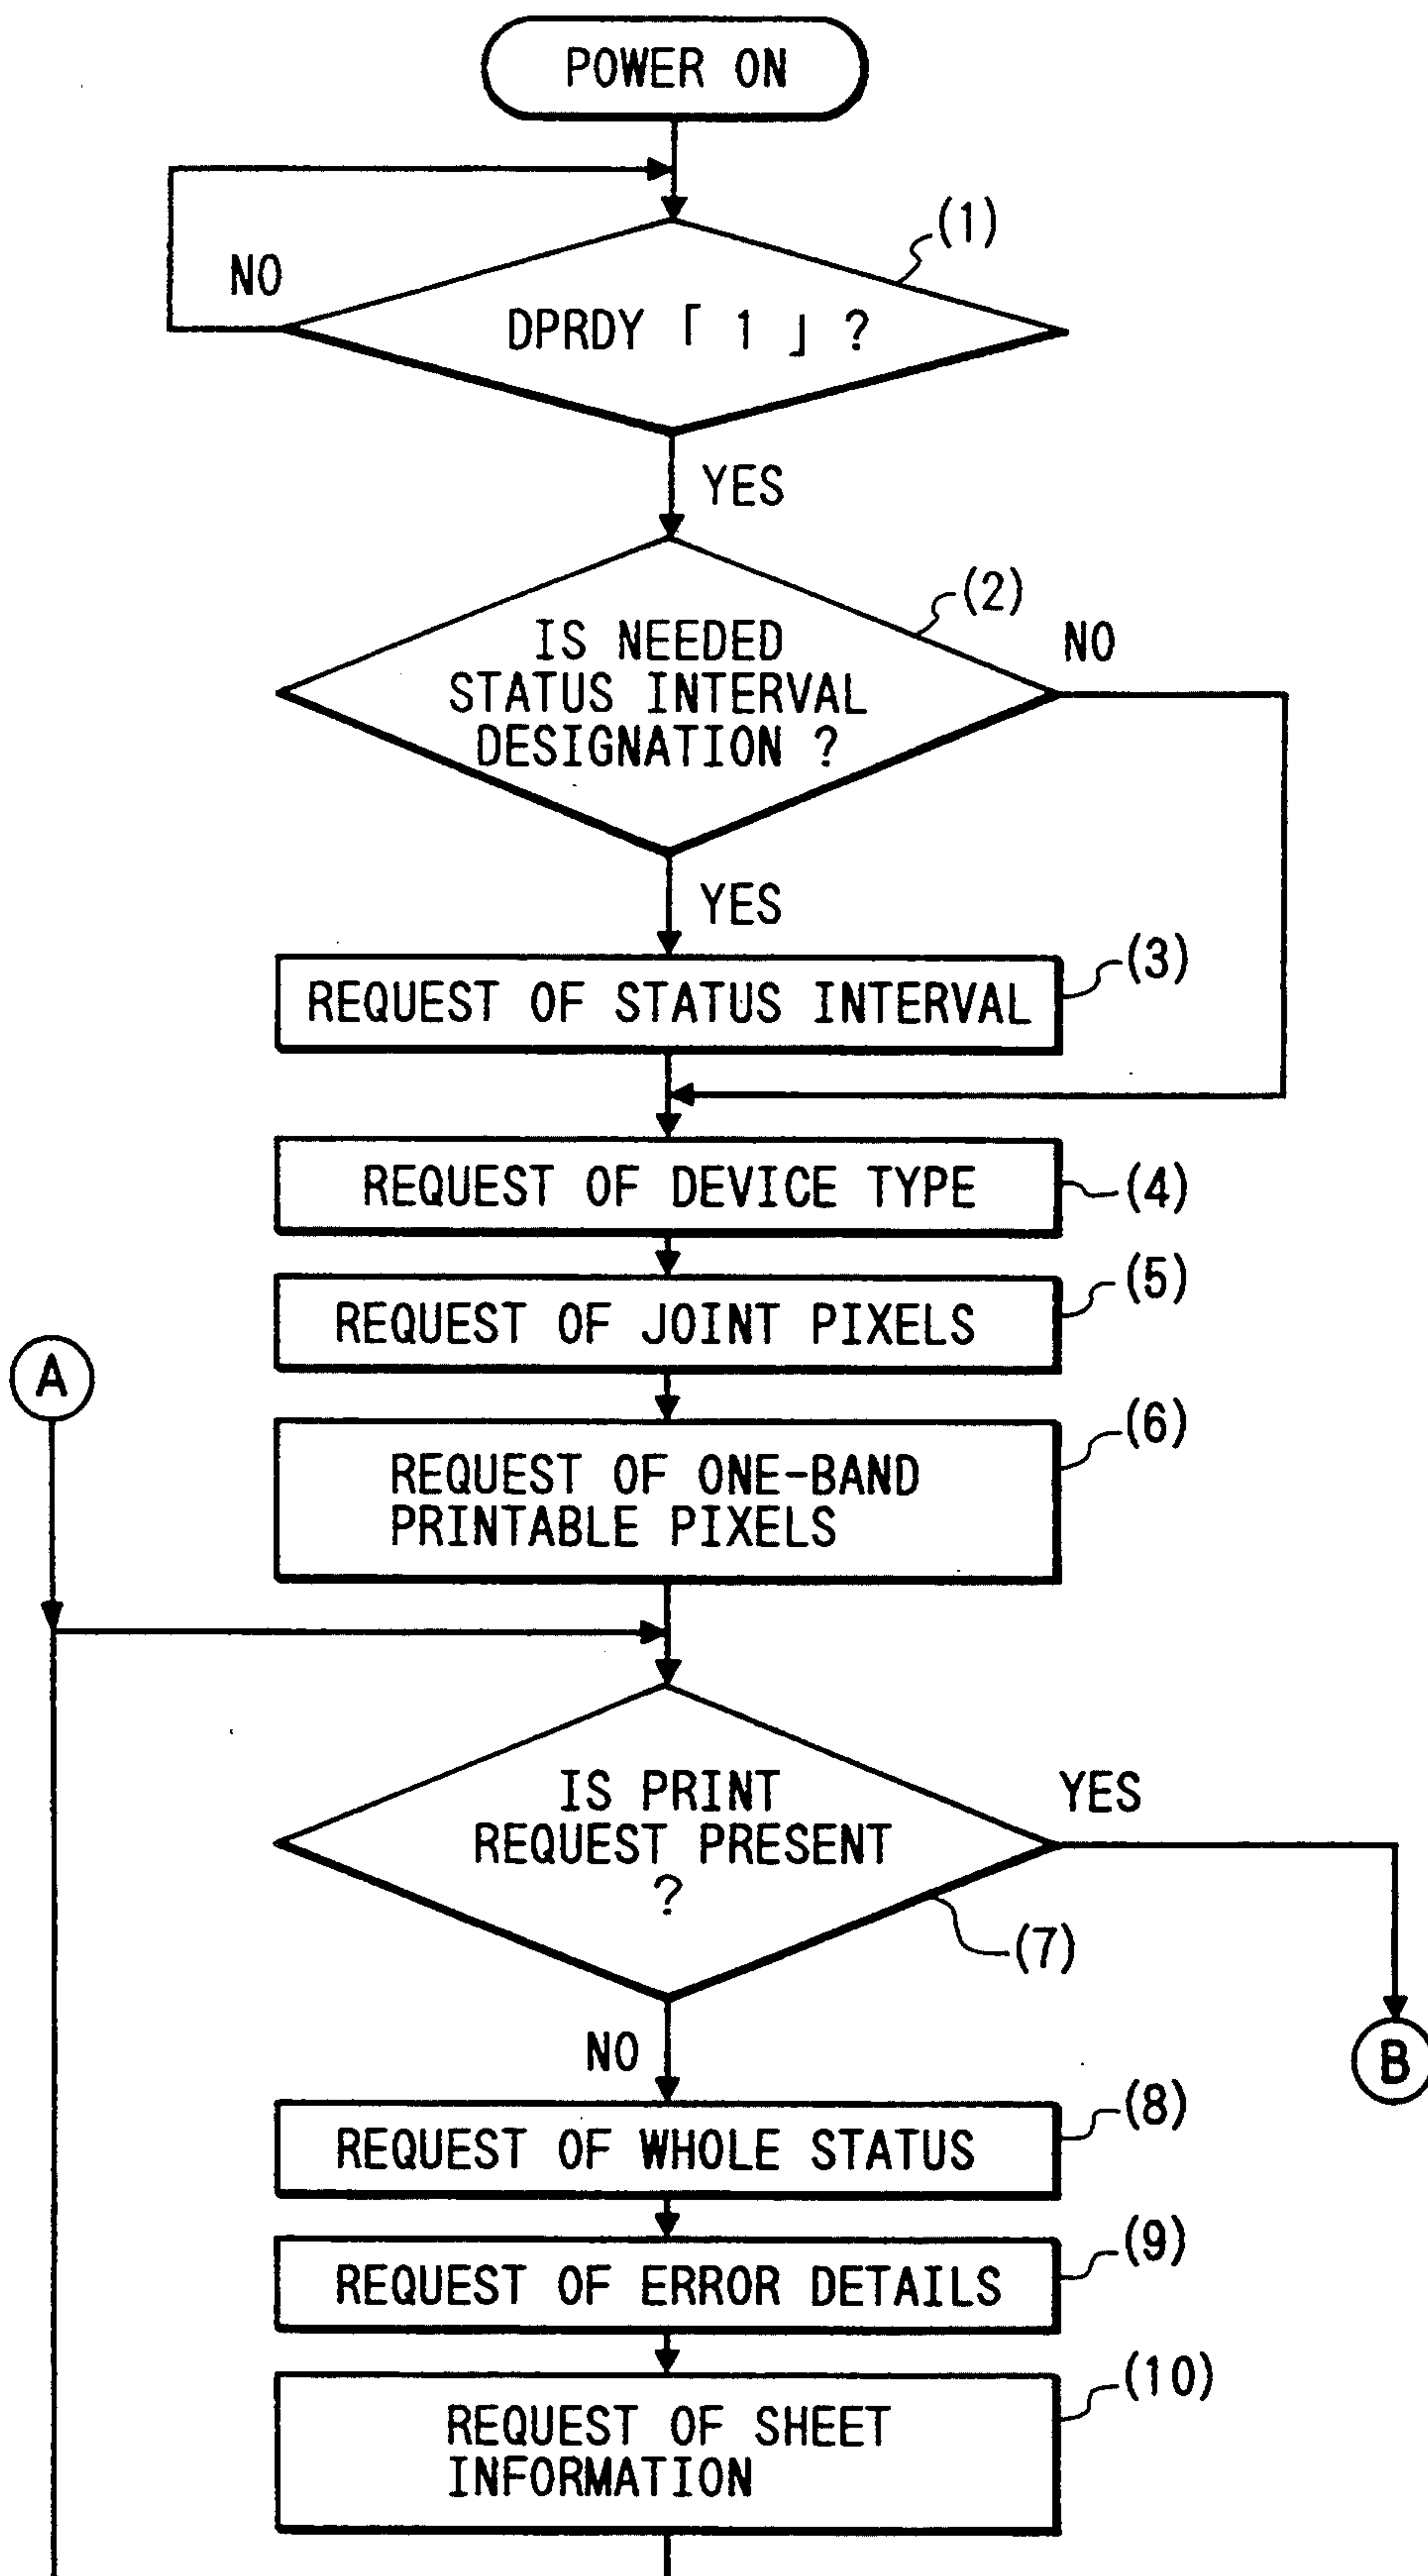 POWER ON
(1)
NO
DPRDY「 1 」?
YES
(2)
IS NEEDED
NO
STATUS INTERVAL
DESIGNATION ?
YES
(3)
REQUEST OF STATUS INTERVAL
REQUEST OF DEVICE TYPE
(4)
(5)
REQUEST OF JOINT PIXELS
A
(6)
REQUEST OF ONE-BAND
PRINTABLE PIXELS
IS PRINT
YES
REQUEST PRESENT
?
(7)
NO
B
(8)
REQUEST OF WHOLE STATUS
(9)
REQUEST OF ERROR DETAILS
(10)
REQUEST OF SHEET
INFORMATION